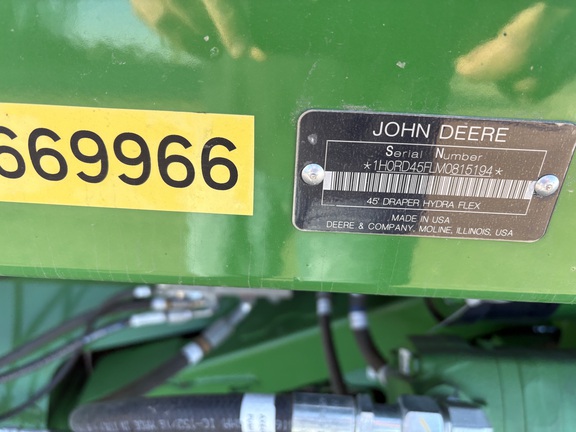 669966
JOHN DEERE
Serial Number
*1H0RD45FLM0815194*
45' DRAPER HYDRA FLEX
MADE IN USA
DEERE & COMPANY, MOLINE, ILLINOIS, USA